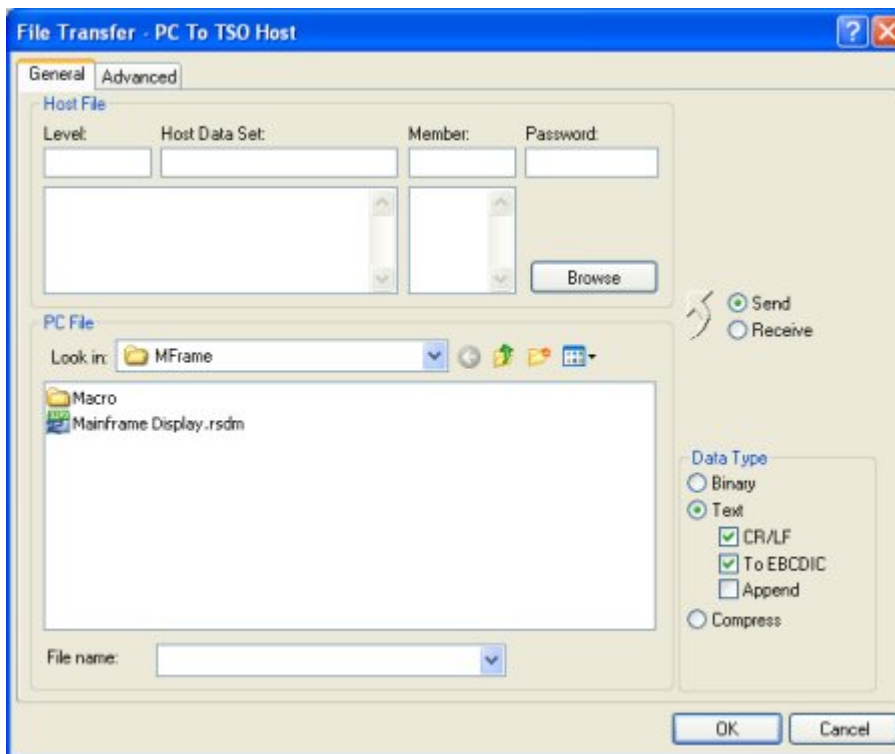 File Transfer - PC To TSO Host
General Advanced
Host File
Level: Host Data Set: Member: Password:
Browse
Send
Receive
PC File
Look in: MFrame
Macro
Mainframe Display.rsdm
Data Type
Binary
Text
CR/LF
To EBCDIC
Append
Compress
File name:
OK Cancel